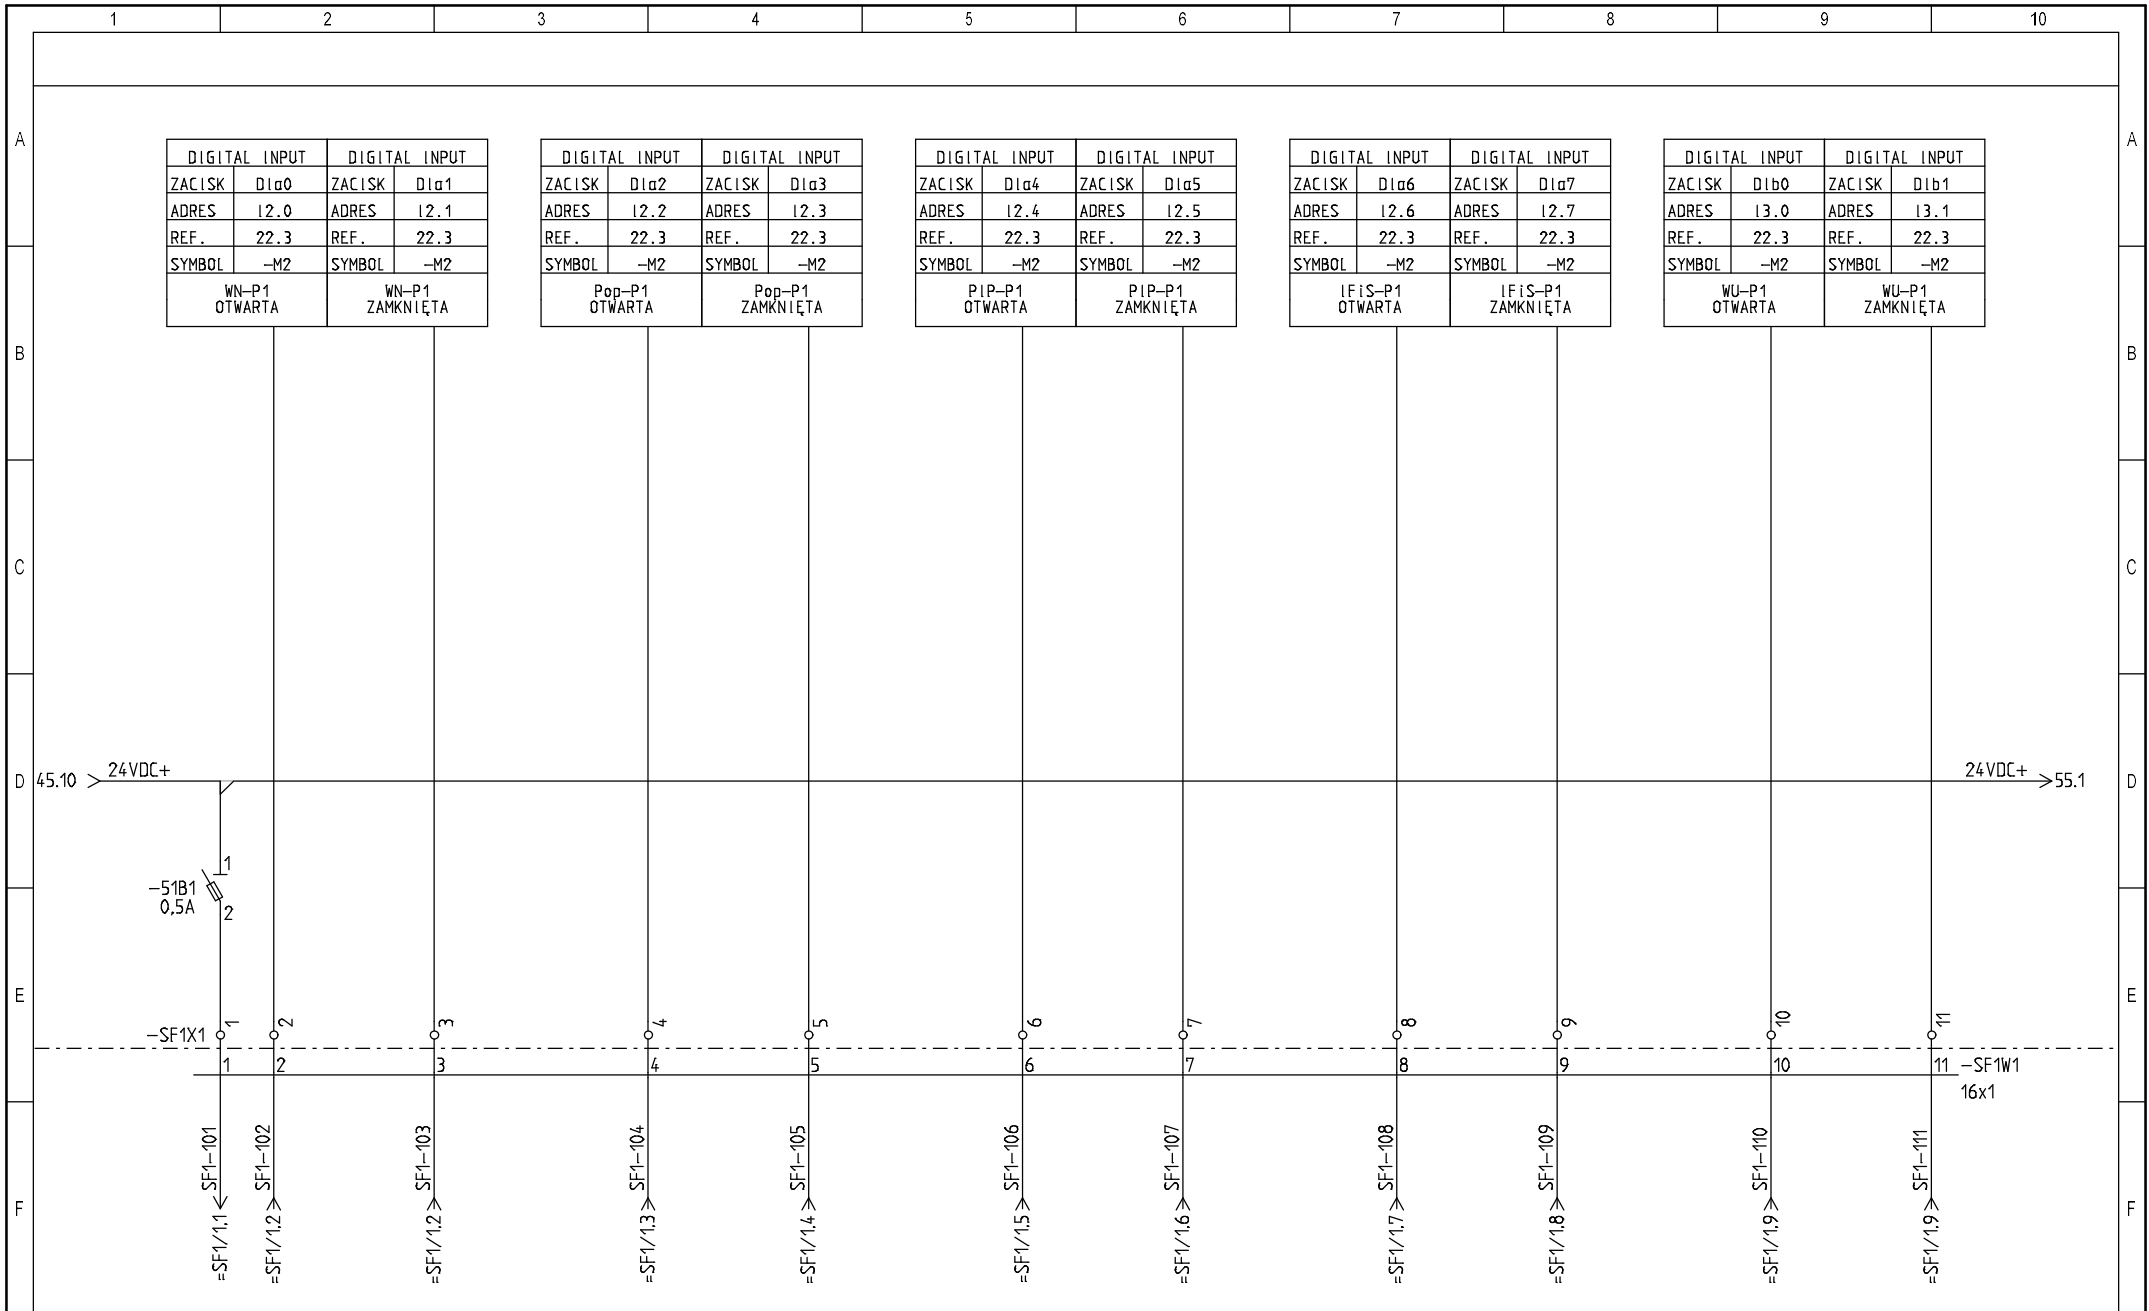 1 2 3 4 5 6 7 8 9 10
A A
DIGITAL INPUT DIGITAL INPUT DIGITAL INPUT DIGITAL INPUT DIGITAL INPUT DIGITAL INPUT DIGITAL INPUT DIGITAL INPUT DIGITAL INPUT DIGITAL INPUT
ZACISK DIa0 ZACISK DIa1 ZACISK DIa2 ZACISK DIa3 ZACISK DIa4 ZACISK DIa5 ZACISK DIa6 ZACISK DIa7 ZACISK DIb0 ZACISK DIb1
ADRES I2.0 ADRES I2.1 ADRES I2.2 ADRES I2.3 ADRES I2.4 ADRES I2.5 ADRES I2.6 ADRES I2.7 ADRES I3.0 ADRES I3.1
REF. 22.3 REF. 22.3 REF. 22.3 REF. 22.3 REF. 22.3 REF. 22.3 REF. 22.3 REF. 22.3 REF. 22.3 REF. 22.3
SYMBOL -M2 SYMBOL -M2 SYMBOL -M2 SYMBOL -M2 SYMBOL -M2 SYMBOL -M2 SYMBOL -M2 SYMBOL -M2 SYMBOL -M2 SYMBOL -M2
WN-P1 WN-P1 Pop-P1 Pop-P1 PIP-P1 PIP-P1 IFiS-P1 IFiS-P1 WU-P1 WU-P1
OTWARTA ZAMKNIĘTA OTWARTA ZAMKNIĘTA OTWARTA ZAMKNIĘTA OTWARTA ZAMKNIĘTA OTWARTA ZAMKNIĘTA
B B
C C
24VDC+ 24VDC+
D 45.10 55.1 D
1
-51B1
0,5A
2
E E
-SF1X1 1 2 3 4 5 6 7 8 9 10 11
1 2 3 4 5 6 7 8 9 10 11 -SF1W1
16x1
SF1-101 SF1-102 SF1-103 SF1-104 SF1-105 SF1-106 SF1-107 SF1-108 SF1-109 SF1-110 SF1-111
F F
=SF1/1.1 =SF1/1.2 =SF1/1.2 =SF1/1.3 =SF1/1.4 =SF1/1.5 =SF1/1.6 =SF1/1.7 =SF1/1.8 =SF1/1.9 =SF1/1.9